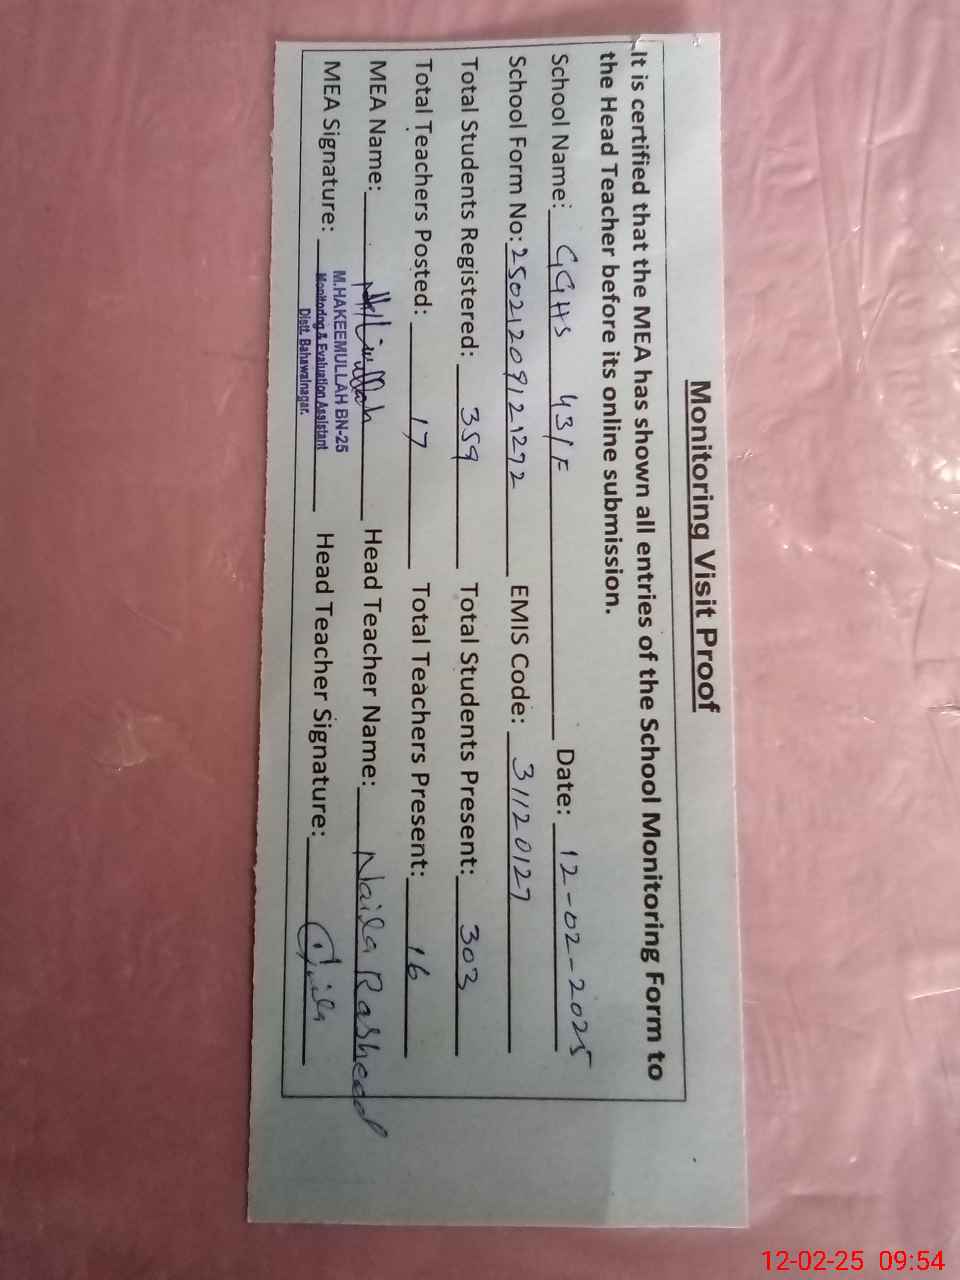 Monitoring Visit Proof
It is certified that the MEA has shown all entries of the School Monitoring Form to
the Head Teacher before its online submission.
School Name: GGHS 43/F Date: 12-02-2025
School Form No: 25021209121272 EMIS Code: 31120127
Total Students Registered: 359 Total Students Present: 303
Total Teachers Posted: 17 Total Teachers Present: 16
MEA Name: Head Teacher Name: Naila Rasheed
MEA Signature: Head Teacher Signature: Naila
M.HAKEEMULLAH BN-25
Monitoring & Evaluation Assistant
Distt. Bahawalnagar.
12-02-25 09:54